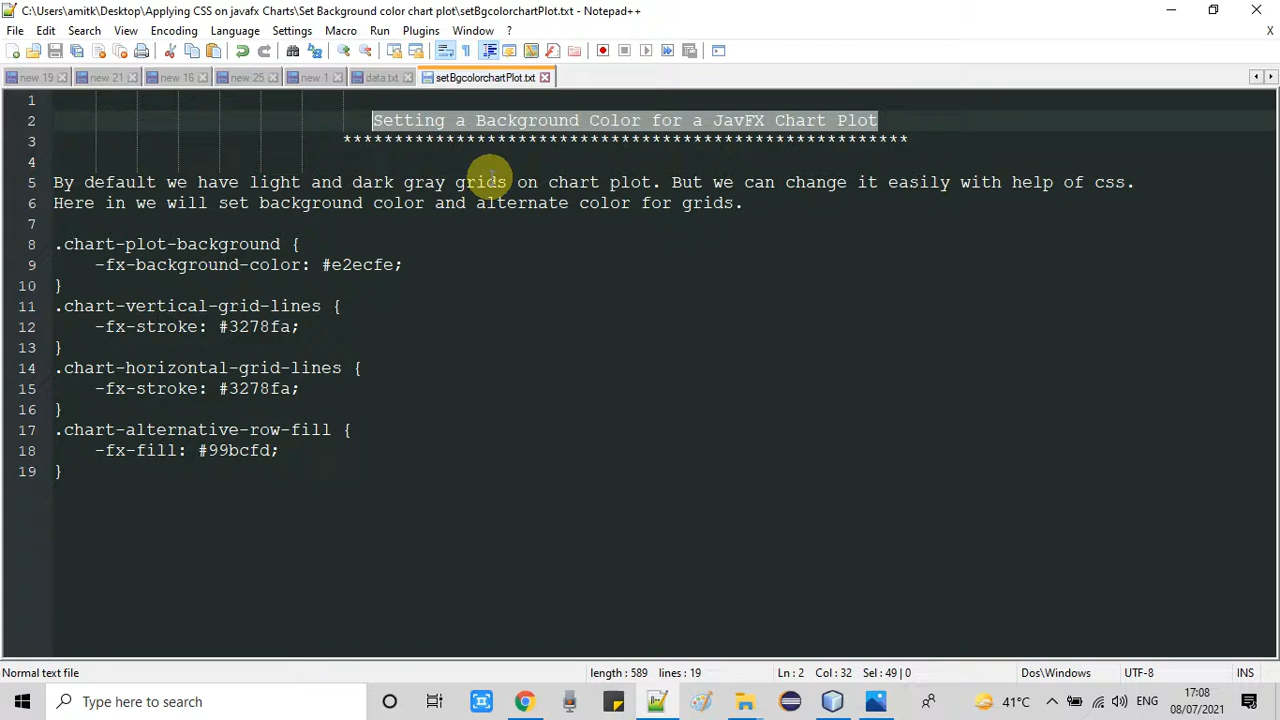 C:\Users\amitk\Desktop\Applying CSS on javafx Charts\Set Background color chart plot\setBgcolorchartPlot.txt - Notepad++
File Edit Search View Encoding Language Settings Macro Run Plugins Window ? X
new 19 new 21 new 16 new 25 new 1 data.txt setBgcolorchartPlot.txt
1
2 Setting a Background Color for a JavFX Chart Plot
3 *******************************************************
4
5 By default we have light and dark gray grids on chart plot. But we can change it easily with help of css.
6 Here in we will set background color and alternate color for grids.
7
8 .chart-plot-background {
9 -fx-background-color: #e2ecfe;
10 }
11 .chart-vertical-grid-lines {
12 -fx-stroke: #3278fa;
13 }
14 .chart-horizontal-grid-lines {
15 -fx-stroke: #3278fa;
16 }
17 .chart-alternative-row-fill {
18 -fx-fill: #99bcfd;
19 }
Normal text file length : 589 lines : 19 Ln : 2 Col : 32 Sel : 49 | 0 Dos\Windows UTF-8 INS
Type here to search 41°C ENG 7:08
08/07/2021